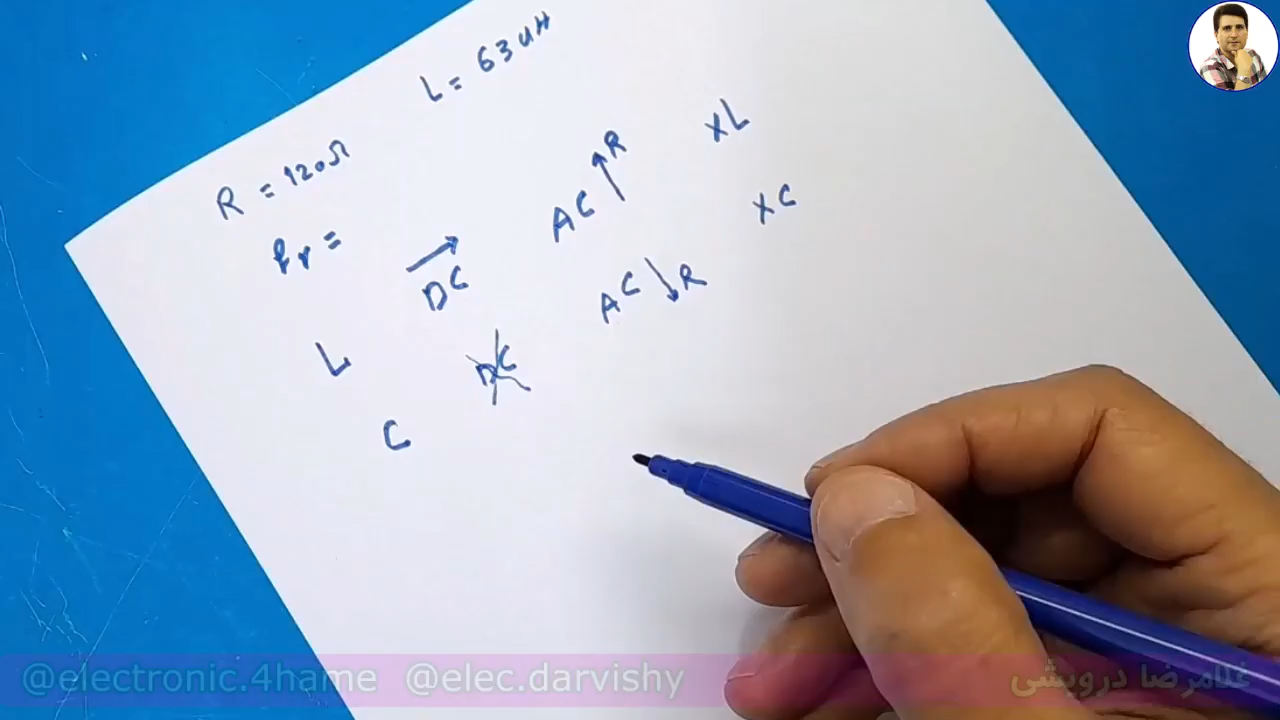 L = 63uH
R = 120Ω
fr =
DC AC R XL
L DC AC R XC
C
@electronic.4hame @elec.darvishy غلامرضا درویشی